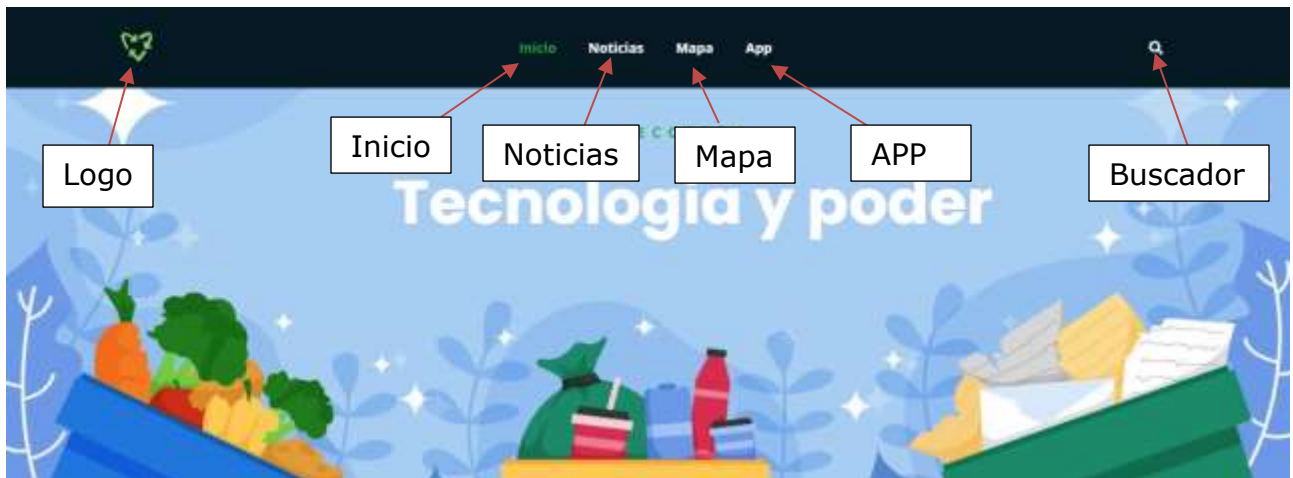 Inicio Noticias Mapa App
Logo
Inicio
Noticias
Mapa
APP
Buscador
Tecnología y poder